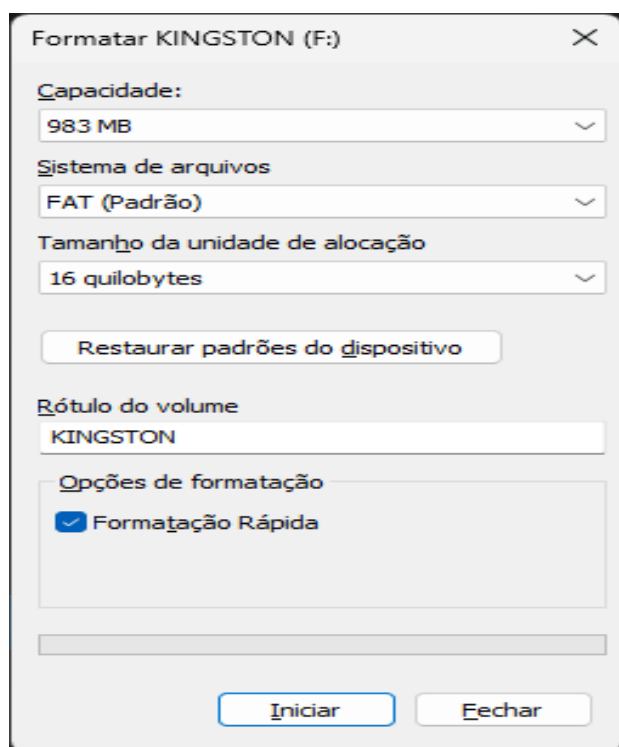 Formatar KINGSTON (F:)
Capacidade:
983 MB
Sistema de arquivos
FAT (Padrão)
Tamanho da unidade de alocação
16 quilobytes
Restaurar padrões do dispositivo
Rótulo do volume
KINGSTON
Opções de formatação
Formatação Rápida
Iniciar
Fechar